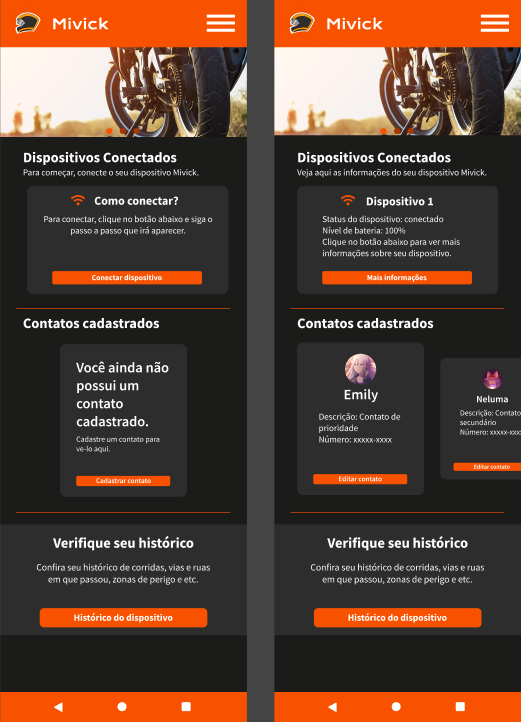 Mivick
Dispositivos Conectados
Para começar, conecte o seu dispositivo Mivick.
Como conectar?
Para conectar, clique no botão abaixo e siga o
passo a passo que irá aparecer.
Conectar dispositivo
Contatos cadastrados
Você ainda não
possui um
contato
cadastrado.
Cadastre um contato para
ve-lo aqui.
Cadastrar contato
Verifique seu histórico
Confira seu histórico de corridas, vias e ruas
em que passou, zonas de perigo e etc.
Histórico do dispositivo
Mivick
Dispositivos Conectados
Veja aqui as informações do seu dispositivo Mivick.
Dispositivo 1
Status do dispositivo: conectado
Nível de bateria: 100%
Clique no botão abaixo para ver mais
informações sobre seu dispositivo.
Mais informações
Contatos cadastrados
Emily
Descrição: Contato de
prioridade
Número: xxxxx-xxxx
Editar contato
Neluma
Descrição: Contato
secundário
Número: xxxxx-xxx
Editar contato
Verifique seu histórico
Confira seu histórico de corridas, vias e ruas
em que passou, zonas de perigo e etc.
Histórico do dispositivo